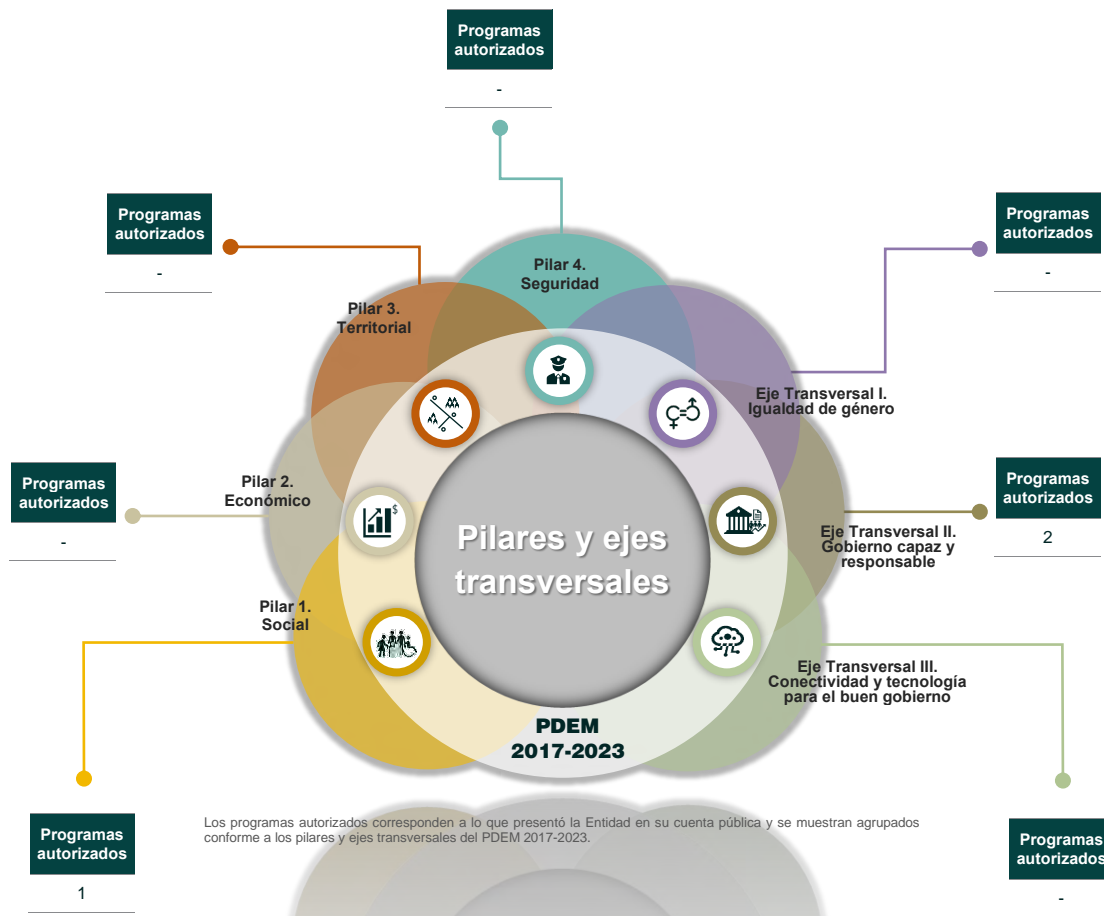 Programas
autorizados
-
Programas
autorizados
-
Programas
autorizados
-
Pilar 4.
Seguridad
Pilar 3.
Territorial
Eje Transversal I.
Igualdad de género
Programas
autorizados
-
Pilar 2.
Económico
$
Programas
autorizados
2
Eje Transversal II.
Gobierno capaz y
responsable
Pilares y ejes
transversales
Pilar 1.
Social
Eje Transversal III.
Conectividad y tecnología
para el buen gobierno
PDEM
2017-2023
Programas
autorizados
1
Los programas autorizados corresponden a lo que presentó la Entidad en su cuenta pública y se muestran agrupados
conforme a los pilares y ejes transversales del PDEM 2017-2023.
Programas
autorizados
-